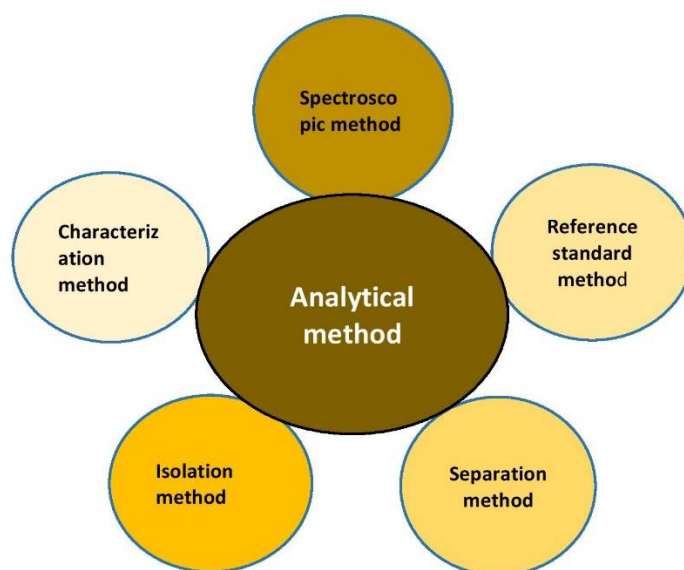 Spectrosco
pic method
Characteriz
ation
method
Reference
standard
method
Analytical
method
Isolation
method
Separation
method